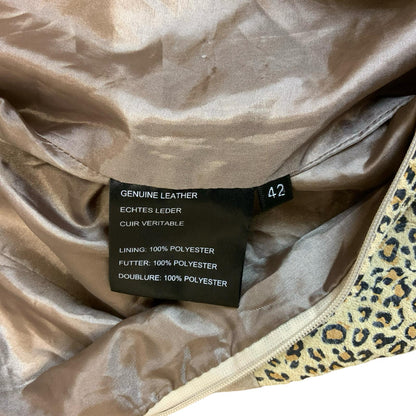 GENUINE LEATHER
ECHTES LEDER
CUIR VERITABLE
LINING: 100% POLYESTER
FUTTER: 100% POLYESTER
DOUBLURE: 100% POLYESTER
42